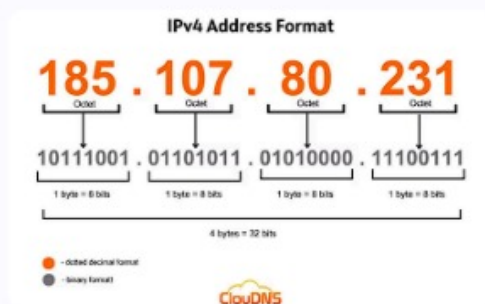 IPv4 Address Format
185 . 107 . 80 . 231
Octet Octet Octet Octet
10111001 . 01101011 . 01010000 . 11100111
1 byte = 8 bits 1 byte = 8 bits 1 byte = 8 bits 1 byte = 8 bits
4 bytes = 32 bits
- dotted decimal format
- binary format
ClouDNS